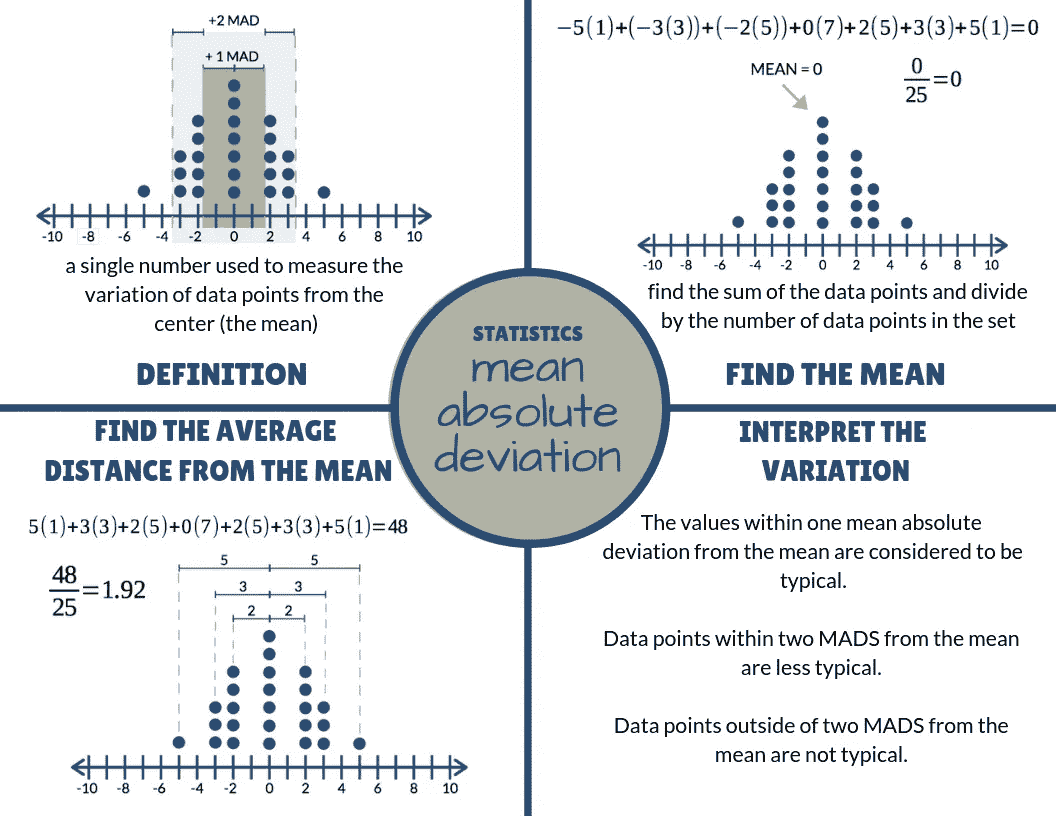 +2 MAD
+ 1 MAD
-10 -8 -6 -4 -2 0 2 4 6 8 10
a single number used to measure the
variation of data points from the
center (the mean)
DEFINITION
−5(1)+(−3(3))+(−2(5))+0(7)+2(5)+3(3)+5(1)=0
MEAN = 0
0
25
=0
-10 -8 -6 -4 -2 0 2 4 6 8 10
find the sum of the data points and divide
by the number of data points in the set
FIND THE MEAN
STATISTICS
mean
absolute
deviation
FIND THE AVERAGE
DISTANCE FROM THE MEAN
5(1)+3(3)+2(5)+0(7)+2(5)+3(3)+5(1)=48
48
25
=1.92
5 5
3 3
2 2
-10 -8 -6 -4 -2 0 2 4 6 8 10
INTERPRET THE
VARIATION
The values within one mean absolute
deviation from the mean are considered to be
typical.
Data points within two MADS from the mean
are less typical.
Data points outside of two MADS from the
mean are not typical.